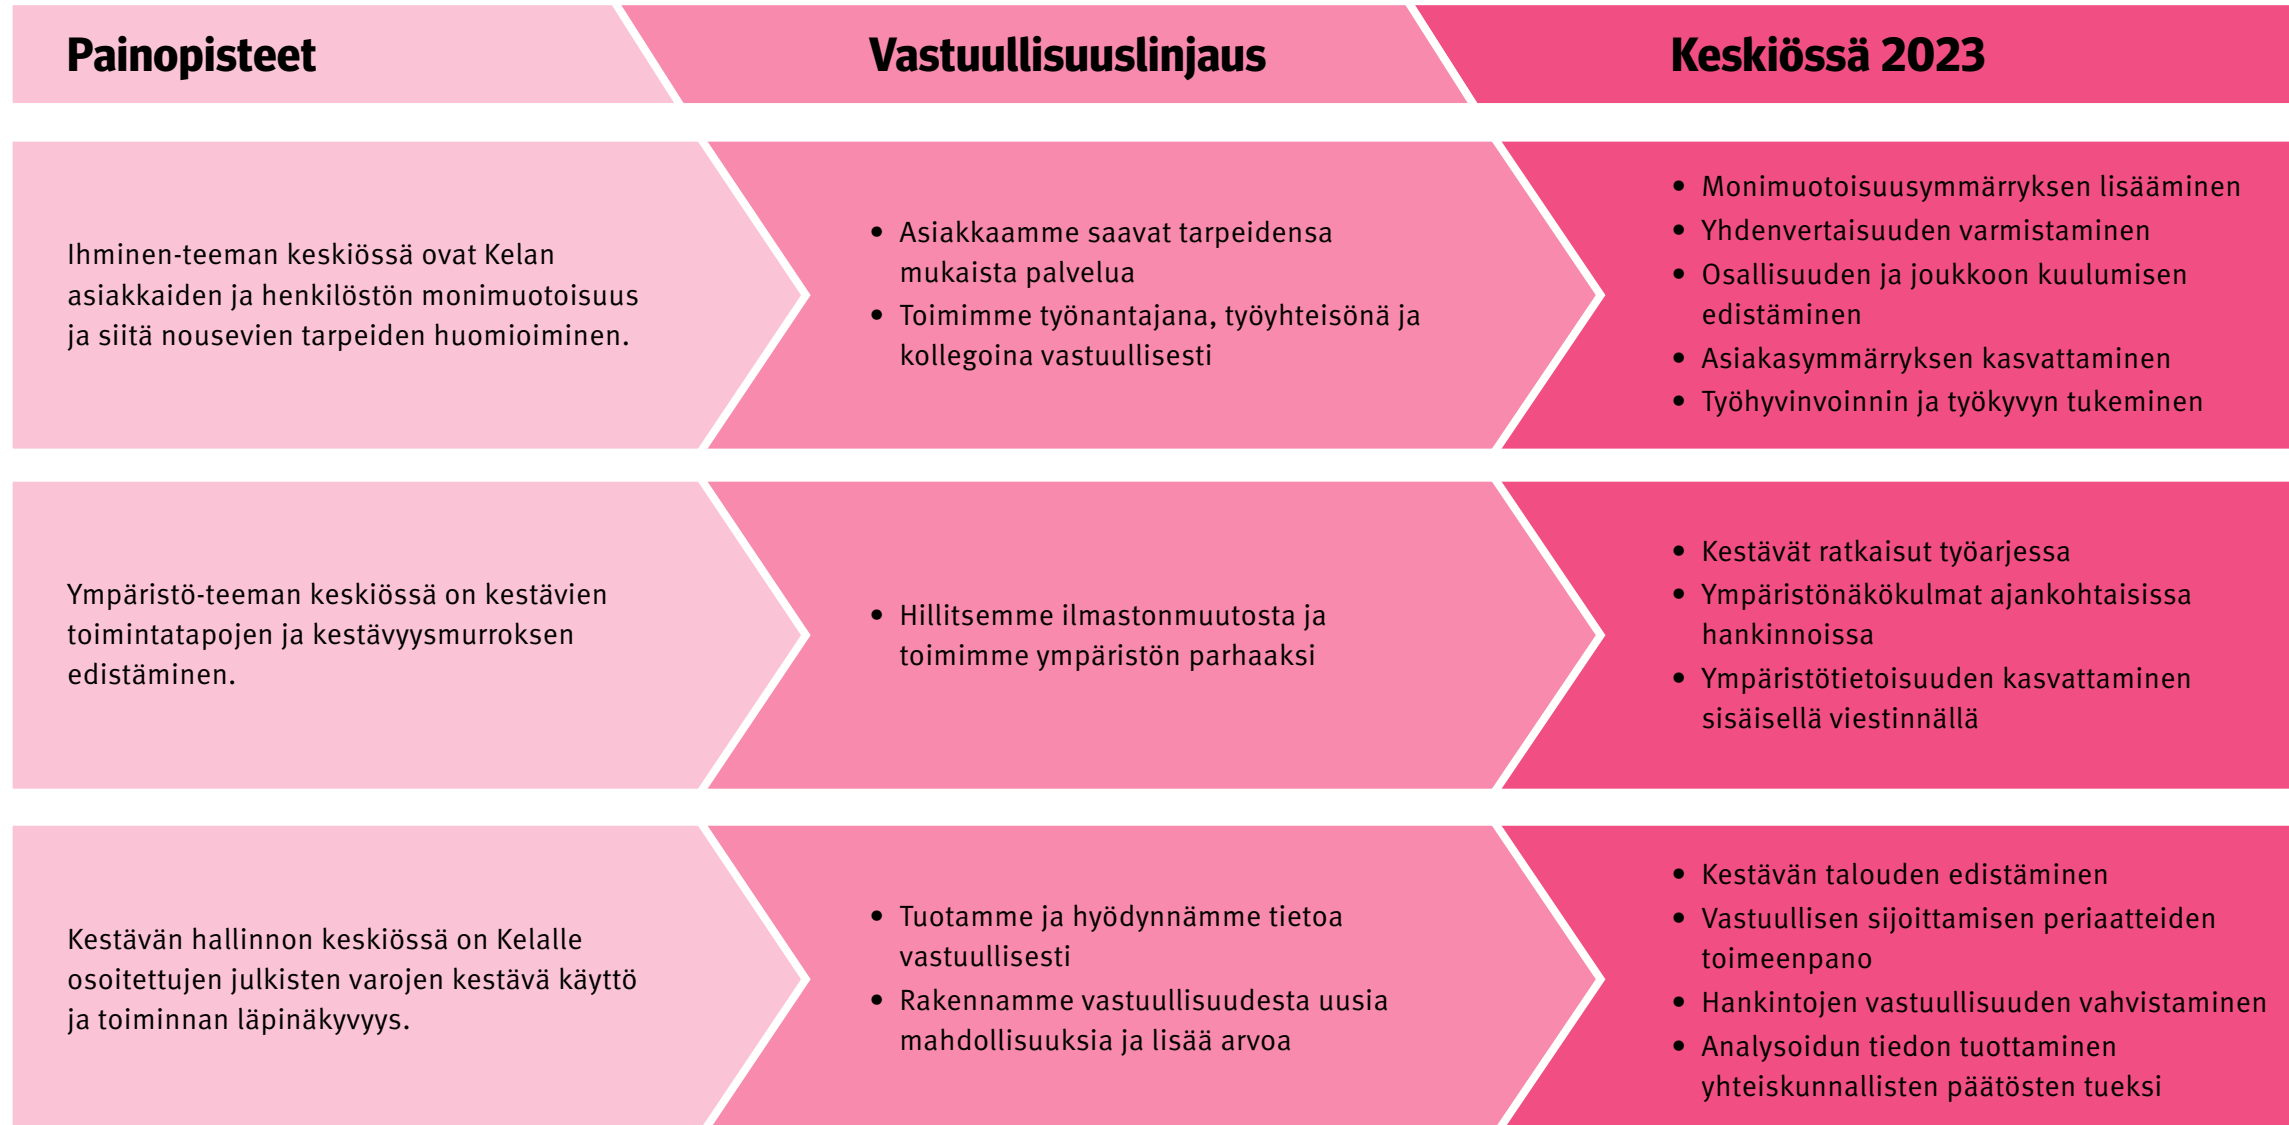 Painopisteet
Vastuullisuuslinjaus
Keskiössä 2023
Ihminen-teeman keskiössä ovat Kelan
asiakkaiden ja henkilöstön monimuotoisuus
ja siitä nousevien tarpeiden huomioiminen.
• Asiakkaamme saavat tarpeidensa
mukaista palvelua
• Toimimme työnantajana, työyhteisönä ja
kollegoina vastuullisesti
• Monimuotoisuusymmärryksen lisääminen
• Yhdenvertaisuuden varmistaminen
• Osallisuuden ja joukkoon kuulumisen
edistäminen
• Asiakasymmärryksen kasvattaminen
• Työhyvinvoinnin ja työkyvyn tukeminen
Ympäristö-teeman keskiössä on kestävien
toimintatapojen ja kestävyysmurroksen
edistäminen.
• Hillitsemme ilmastonmuutosta ja
toimimme ympäristön parhaaksi
• Kestävät ratkaisut työarjessa
• Ympäristönäkökulmat ajankohtaisissa
hankinnoissa
• Ympäristötietoisuuden kasvattaminen
sisäisellä viestinnällä
Kestävän hallinnon keskiössä on Kelalle
osoitettujen julkisten varojen kestävä käyttö
ja toiminnan läpinäkyvyys.
• Tuotamme ja hyödynnämme tietoa
vastuullisesti
• Rakennamme vastuullisuudesta uusia
mahdollisuuksia ja lisää arvoa
• Kestävän talouden edistäminen
• Vastuullisen sijoittamisen periaatteiden
toimeenpano
• Hankintojen vastuullisuuden vahvistaminen
• Analysoidun tiedon tuottaminen
yhteiskunnallisten päätösten tueksi